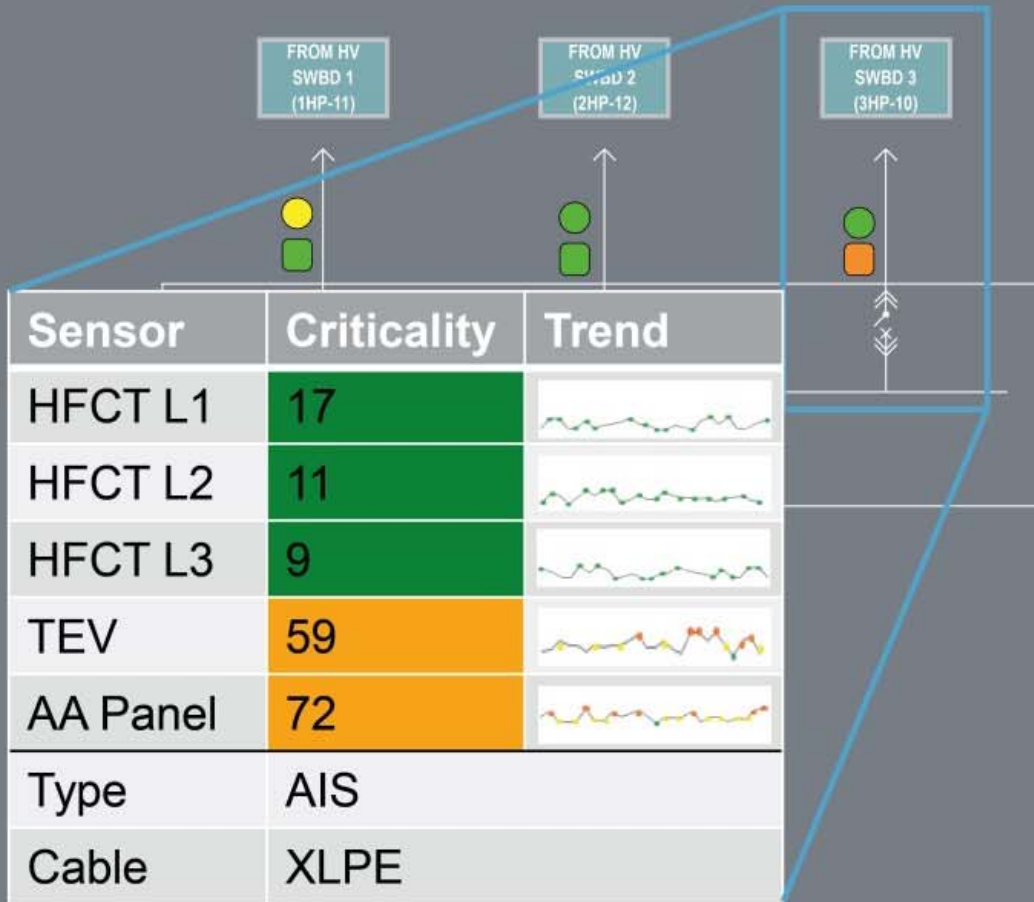 FROM HV
SWBD 1
(1HP-11)
FROM HV
SWBD 2
(2HP-12)
FROM HV
SWBD 3
(3HP-10)
Sensor Criticality Trend
HFCT L1 17
HFCT L2 11
HFCT L3 9
TEV 59
AA Panel 72
Type AIS
Cable XLPE